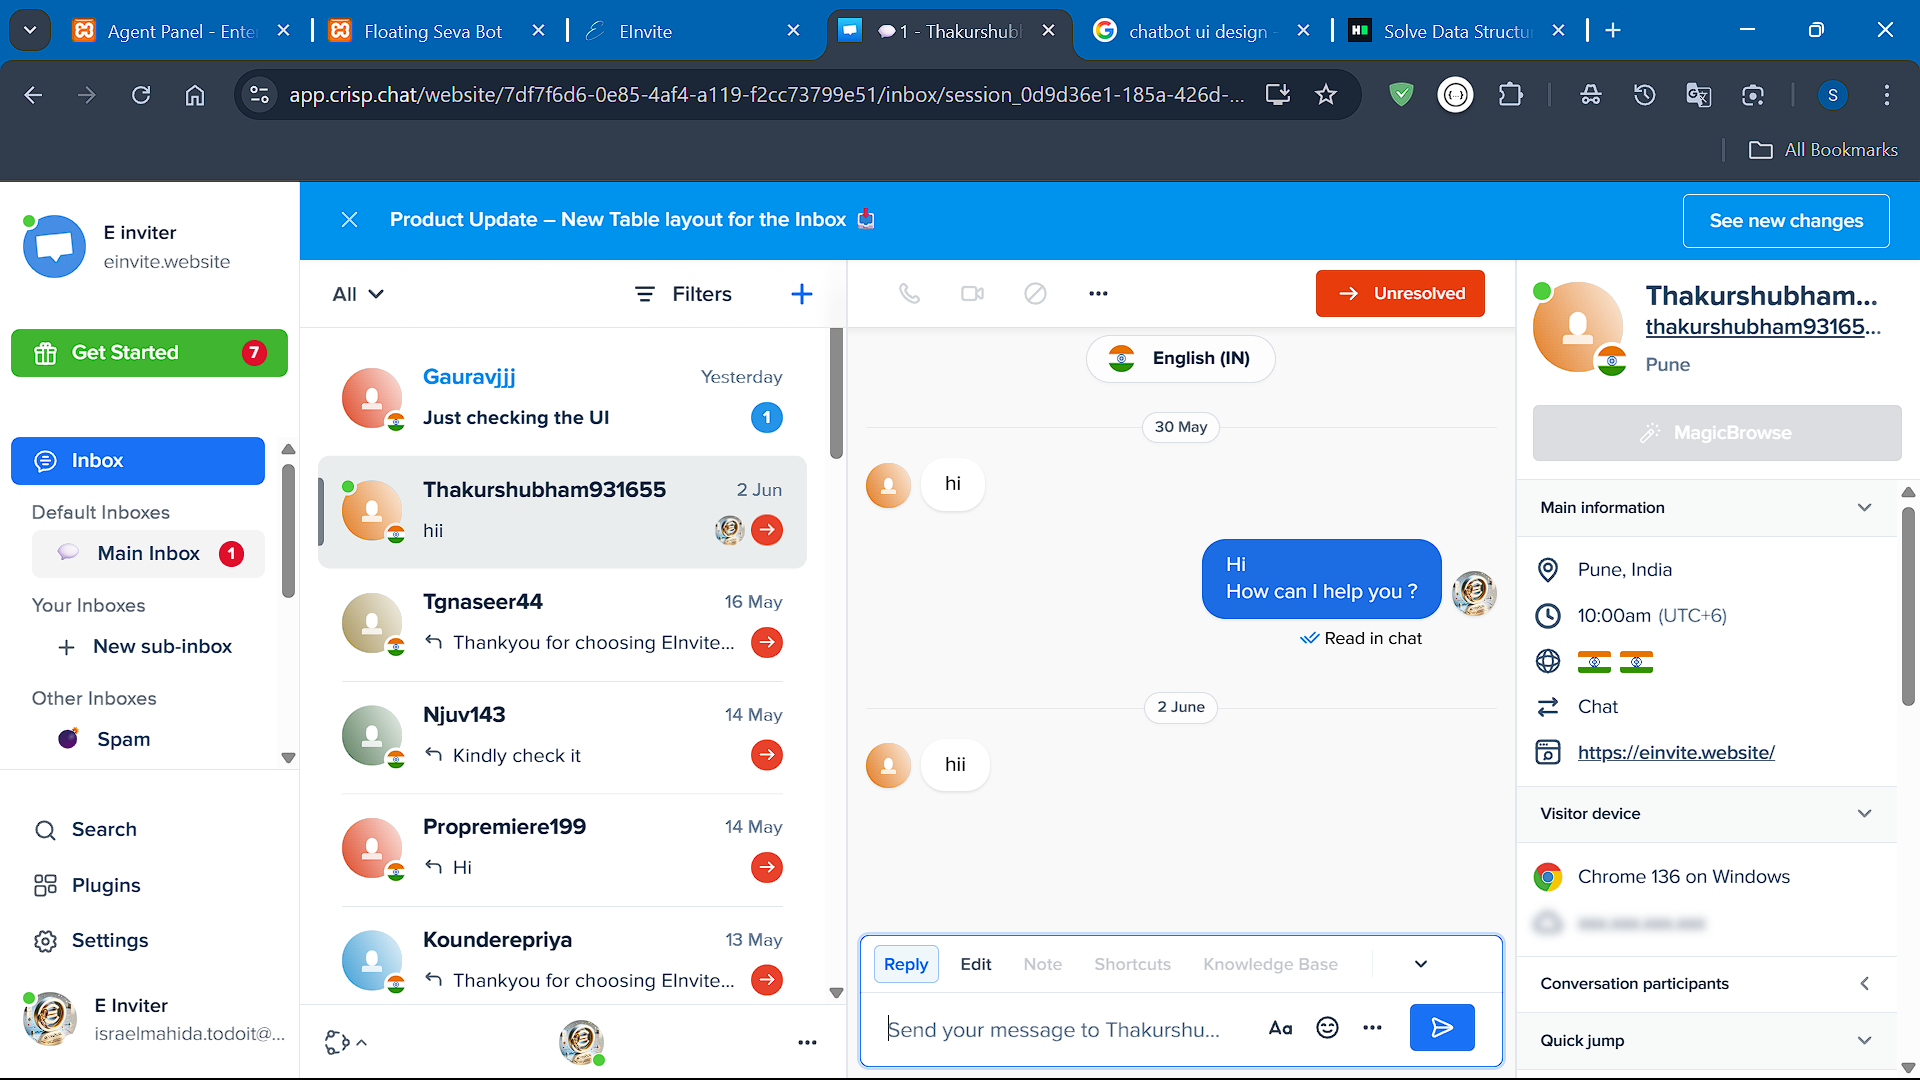 Agent Panel - Ente
Floating Seva Bot
EInvite
1 - Thakurshubl
chatbot ui design -
Solve Data Structu
app.crisp.chat/website/7df7f6d6-0e85-4af4-a119-f2cc73799e51/inbox/session_0d9d36e1-185a-426d-...
S
All Bookmarks
E inviter
einvite.website
Product Update – New Table layout for the Inbox
See new changes
Get Started
7
Inbox
Default Inboxes
Main Inbox
1
Your Inboxes
New sub-inbox
Other Inboxes
Spam
Search
Plugins
Settings
E Inviter
israelmahida.todoit@...
All
Filters
Gauravjjj
Yesterday
Just checking the UI
1
Thakurshubham931655
2 Jun
hii
Tgnaseer44
16 May
Thankyou for choosing EInvite...
Njuv143
14 May
Kindly check it
Propremiere199
14 May
Hi
Kounderepriya
13 May
Thankyou for choosing EInvite...
Unresolved
English (IN)
30 May
hi
Hi
How can I help you ?
Read in chat
2 June
hii
Reply
Edit
Note
Shortcuts
Knowledge Base
Send your message to Thakurshu...
Aa
Thakurshubham...
thakurshubham93165...
Pune
MagicBrowse
Main information
Pune, India
10:00am (UTC+6)
Chat
https://einvite.website/
Visitor device
Chrome 136 on Windows
Conversation participants
Quick jump